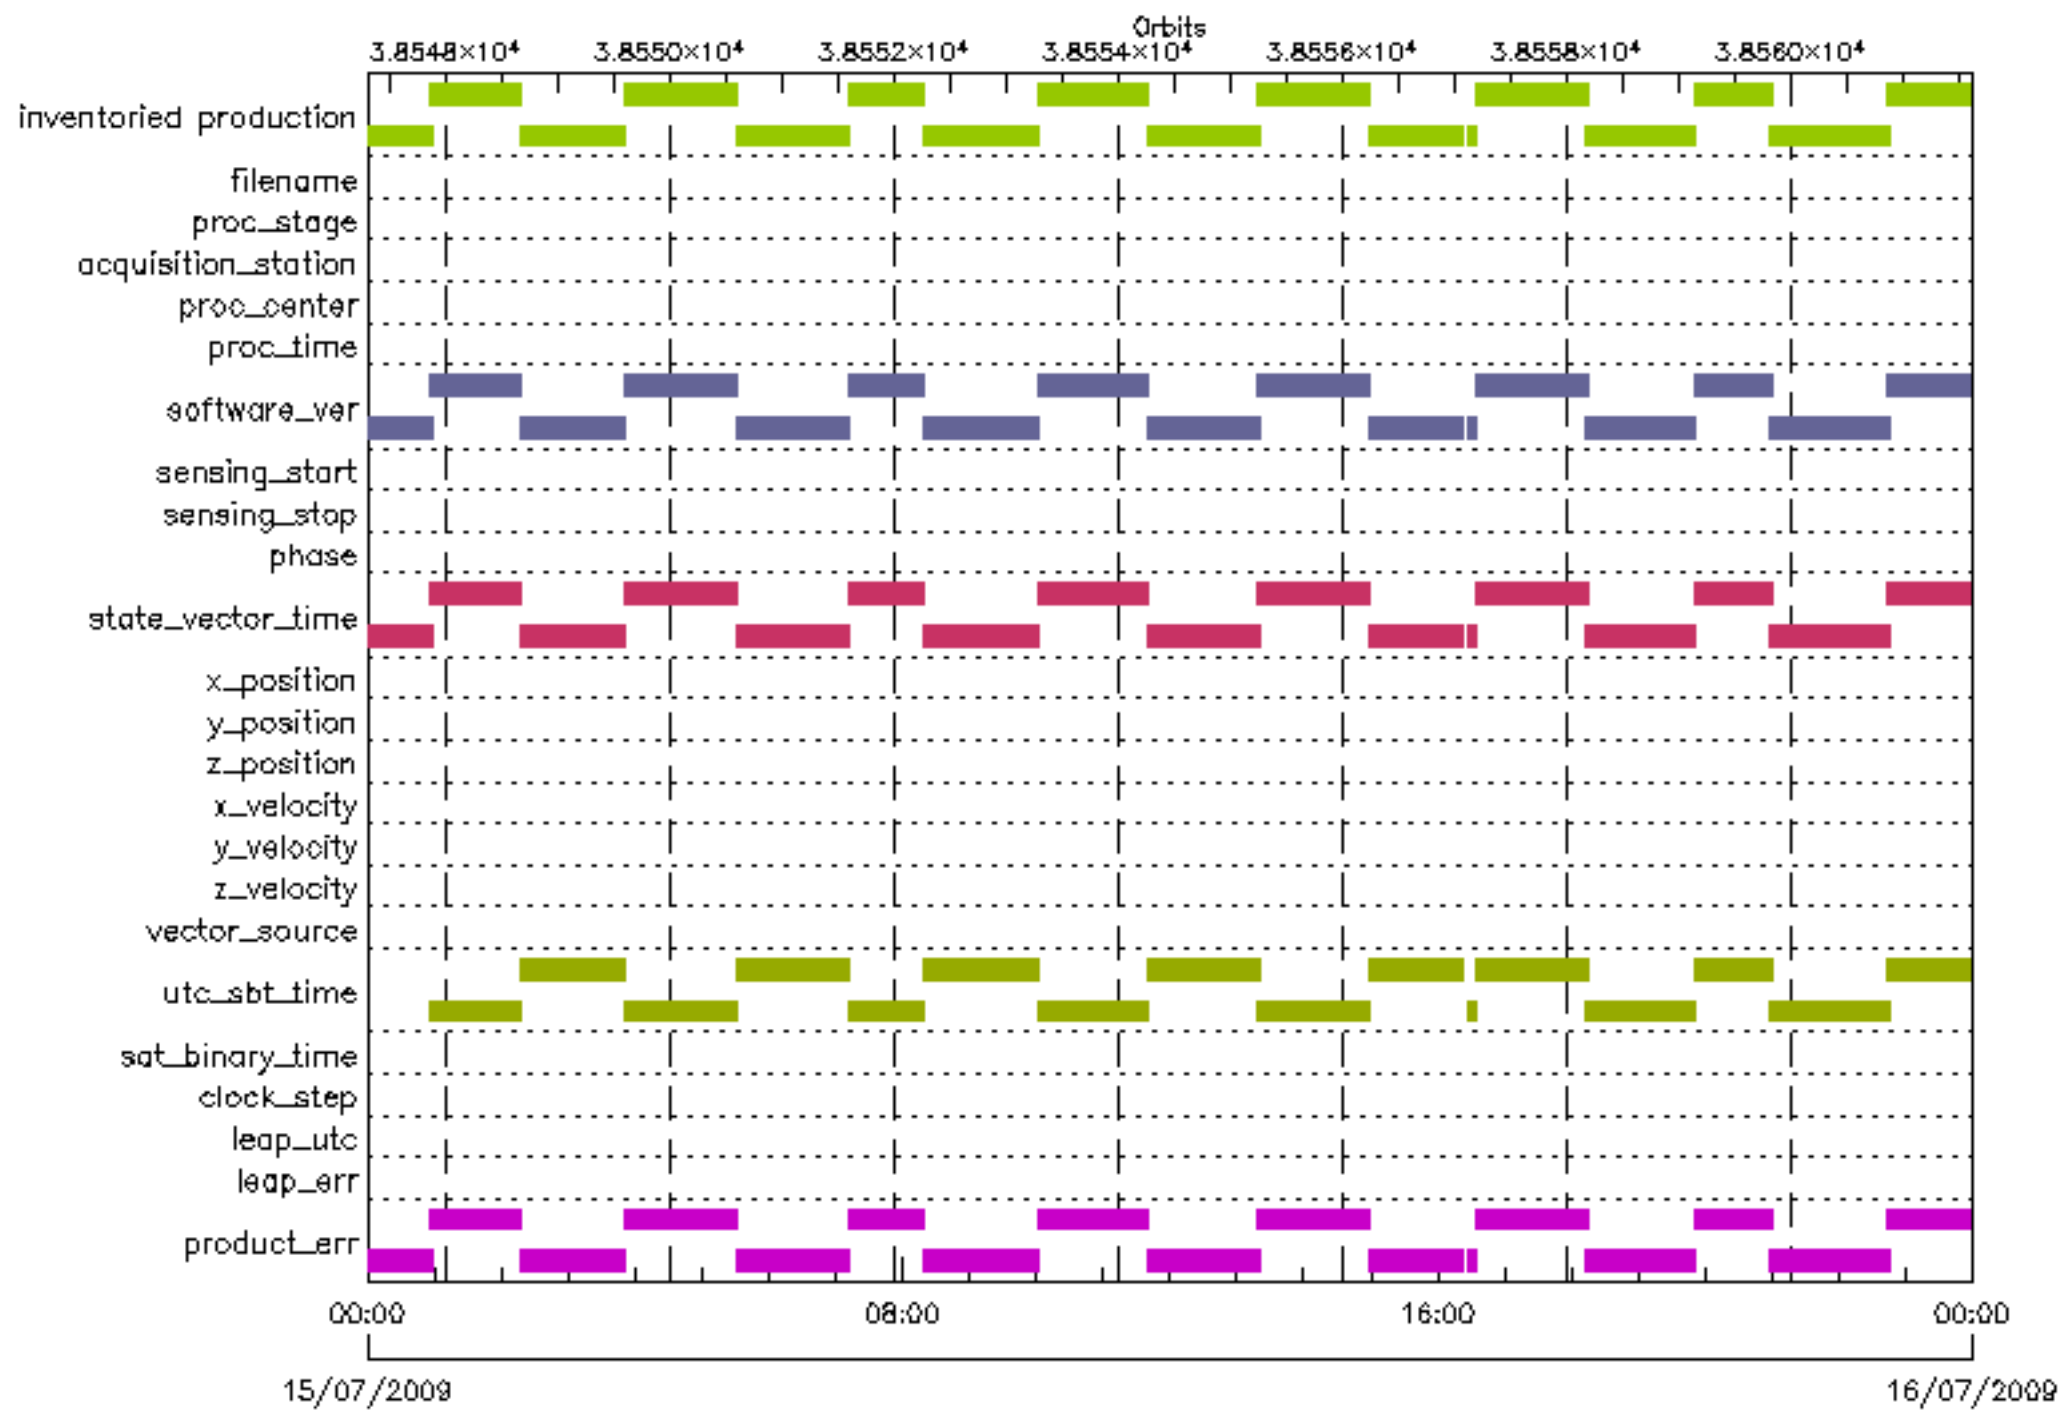 Orbits
3.8548×10⁴ 3.8550×10⁴ 3.8552×10⁴ 3.8554×10⁴ 3.8556×10⁴ 3.8558×10⁴ 3.8560×10⁴
inventoried production
filename
proc_stage
acquisition_station
proc_center
proc_time
software_ver
sensing_start
sensing_stop
phase
state_vector_time
x_position
y_position
z_position
x_velocity
y_velocity
z_velocity
vector_source
utc_sbt_time
sat_binary_time
clock_step
leap_utc
leap_err
product_err
00:00 08:00 16:00 00:00
15/07/2009 16/07/2009